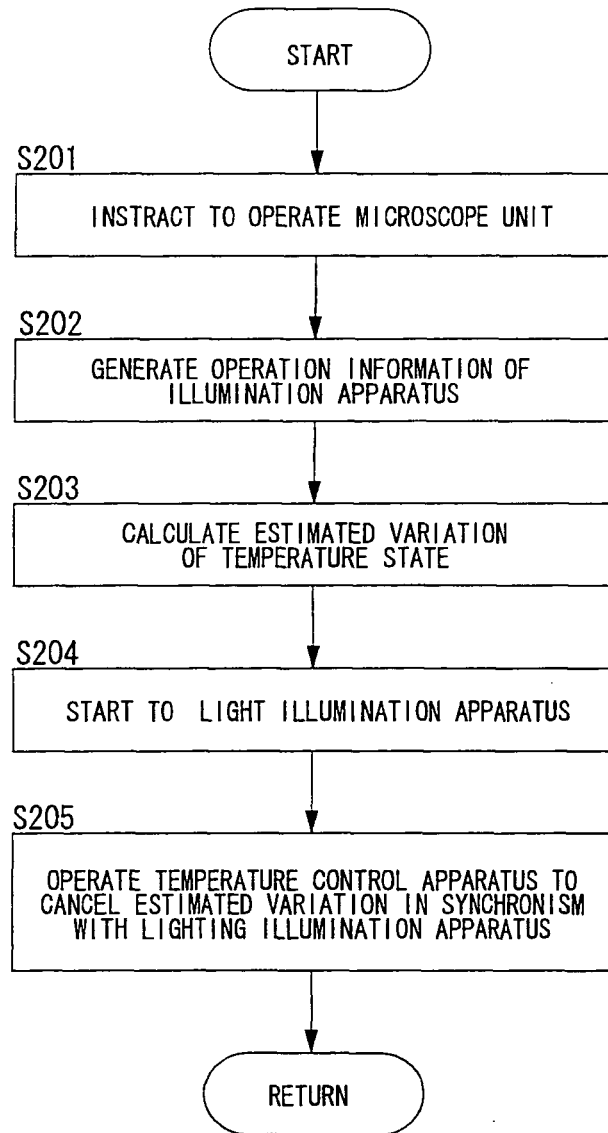 START
S201
INSTRACT TO OPERATE MICROSCOPE UNIT
S202
GENERATE OPERATION INFORMATION OF
ILLUMINATION APPARATUS
S203
CALCULATE ESTIMATED VARIATION
OF TEMPERATURE STATE
S204
START TO LIGHT ILLUMINATION APPARATUS
S205
OPERATE TEMPERATURE CONTROL APPARATUS TO
CANCEL ESTIMATED VARIATION IN SYNCHRONISM
WITH LIGHTING ILLUMINATION APPARATUS
RETURN